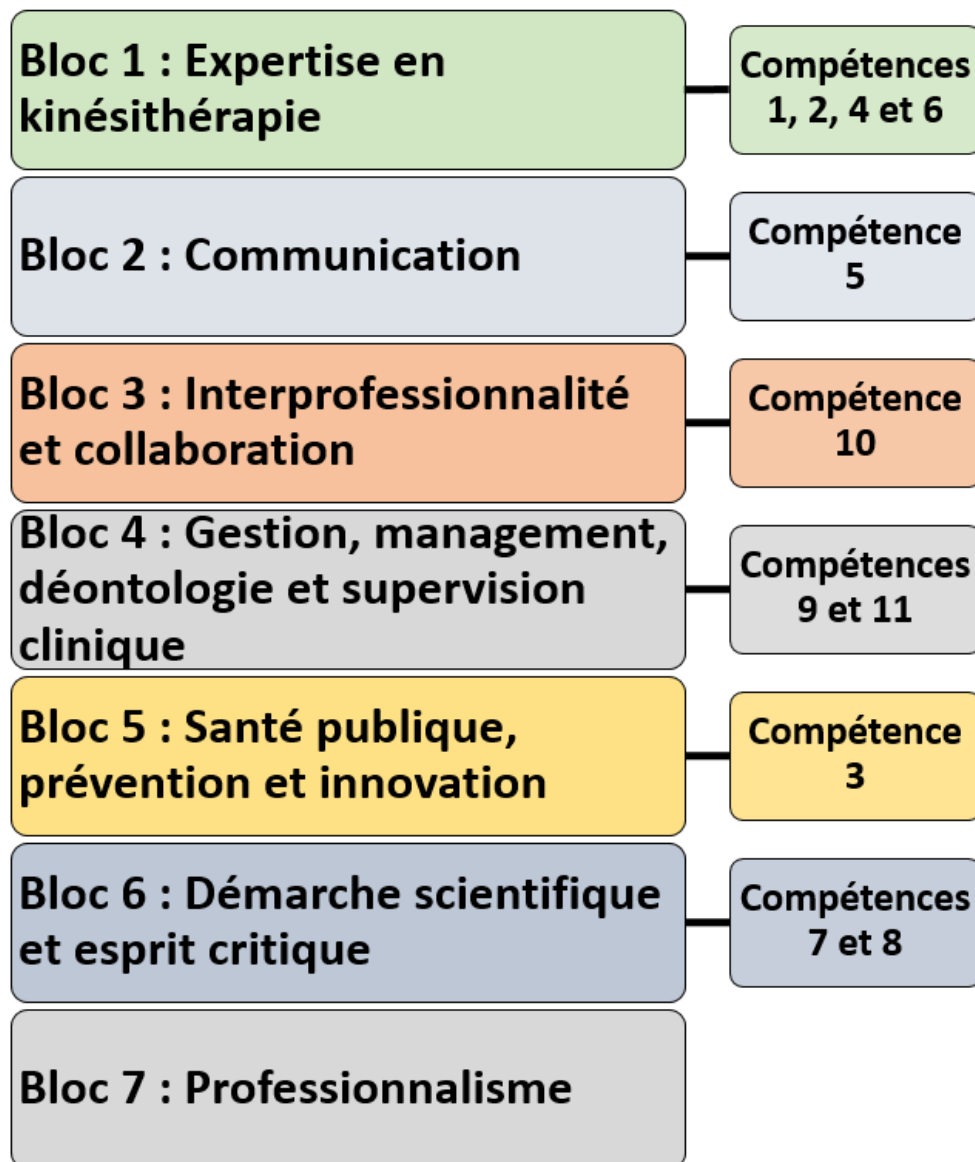 Bloc 1 : Expertise en
kinésithérapie
Compétences
1, 2, 4 et 6
Bloc 2 : Communication
Compétence
5
Bloc 3 : Interprofessionnalité
et collaboration
Compétence
10
Bloc 4 : Gestion, management,
déontologie et supervision
clinique
Compétences
9 et 11
Bloc 5 : Santé publique,
prévention et innovation
Compétence
3
Bloc 6 : Démarche scientifique
et esprit critique
Compétences
7 et 8
Bloc 7 : Professionnalisme